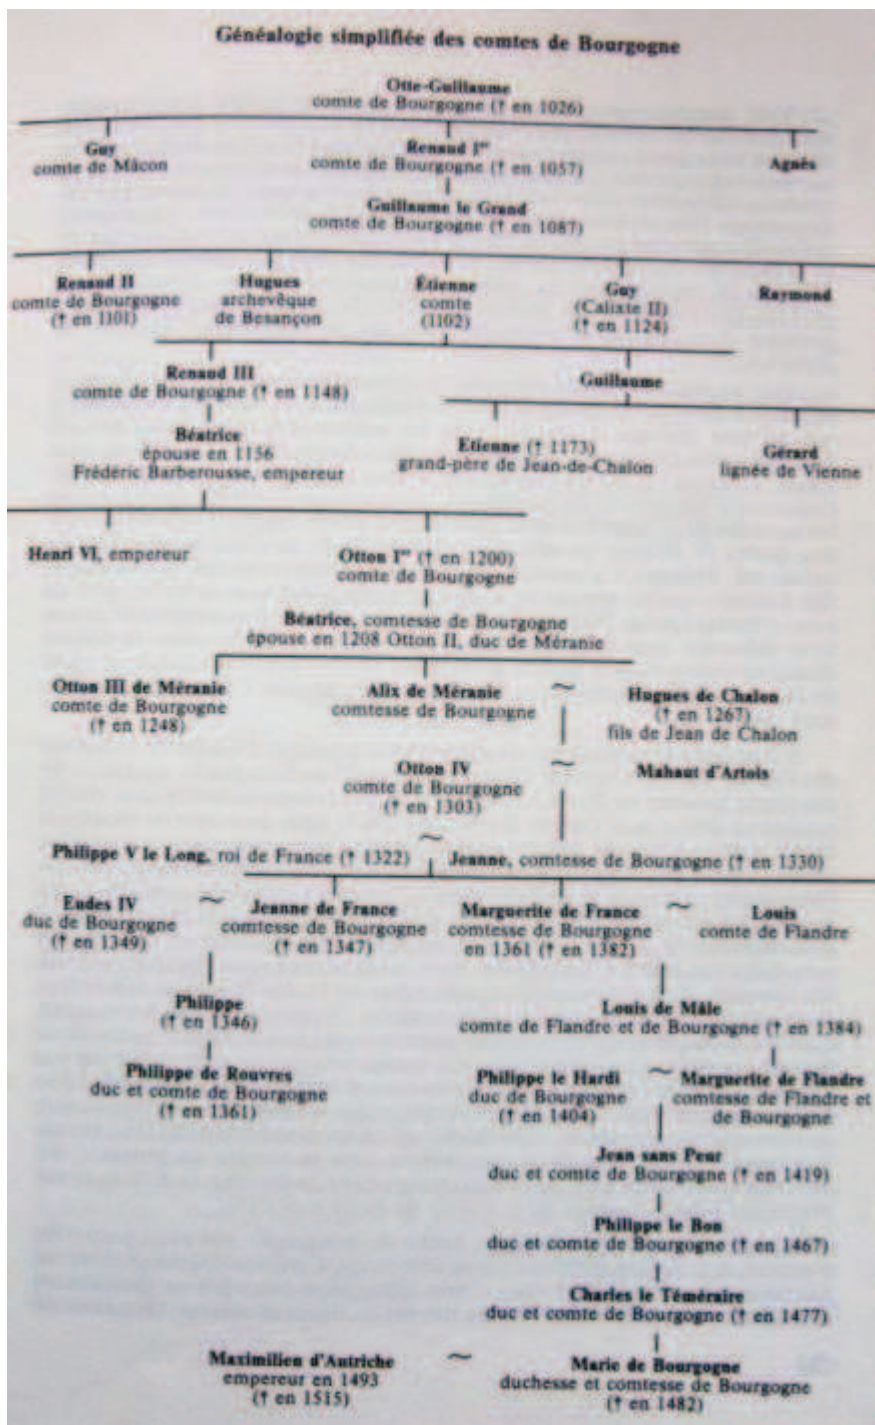 Généalogie simplifiée des comtes de Bourgogne
Otte-Guillaume
comte de Bourgogne († en 1026)
Guy
comte de Mâcon
Renaud Iᵉʳ
comte de Bourgogne († en 1057)
Agnès
Guillaume le Grand
comte de Bourgogne († en 1087)
Renaud II
comte de Bourgogne
(† en 1101)
Hugues
archevêque
de Besançon
Étienne
comte
(1102)
Guy
(Calixte II)
(† en 1124)
Raymond
Renaud III
comte de Bourgogne († en 1148)
Guillaume
Béatrice
épouse en 1156
Frédéric Barberousse, empereur
Etienne († 1173)
grand-père de Jean-de-Chalon
Gérard
lignée de Vienne
Henri VI, empereur
Otton Iᵉʳ († en 1200)
comte de Bourgogne
Béatrice, comtesse de Bourgogne
épouse en 1208 Otton II, duc de Méranie
Otton III de Méranie
comte de Bourgogne
(† en 1248)
Alix de Méranie
comtesse de Bourgogne
~
Hugues de Chalon
(† en 1267)
fils de Jean de Chalon
Otton IV
comte de Bourgogne
(† en 1303)
~
Mahaut d'Artois
Philippe V le Long, roi de France († 1322)
~
Jeanne, comtesse de Bourgogne († en 1330)
Eudes IV
duc de Bourgogne
(† en 1349)
~
Jeanne de France
comtesse de Bourgogne
(† en 1347)
Marguerite de France
comtesse de Bourgogne
en 1361 († en 1382)
~
Louis
comte de Flandre
Philippe
(† en 1346)
Louis de Mâle
comte de Flandre et de Bourgogne († en 1384)
Philippe de Rouvres
duc et comte de Bourgogne
(† en 1361)
Philippe le Hardi
duc de Bourgogne
(† en 1404)
~
Marguerite de Flandre
comtesse de Flandre et
de Bourgogne
Jean sans Peur
duc et comte de Bourgogne († en 1419)
Philippe le Bon
duc et comte de Bourgogne († en 1467)
Charles le Téméraire
duc et comte de Bourgogne († en 1477)
Maximilien d'Autriche
empereur en 1493
(† en 1515)
~
Marie de Bourgogne
duchesse et comtesse de Bourgogne
(† en 1482)